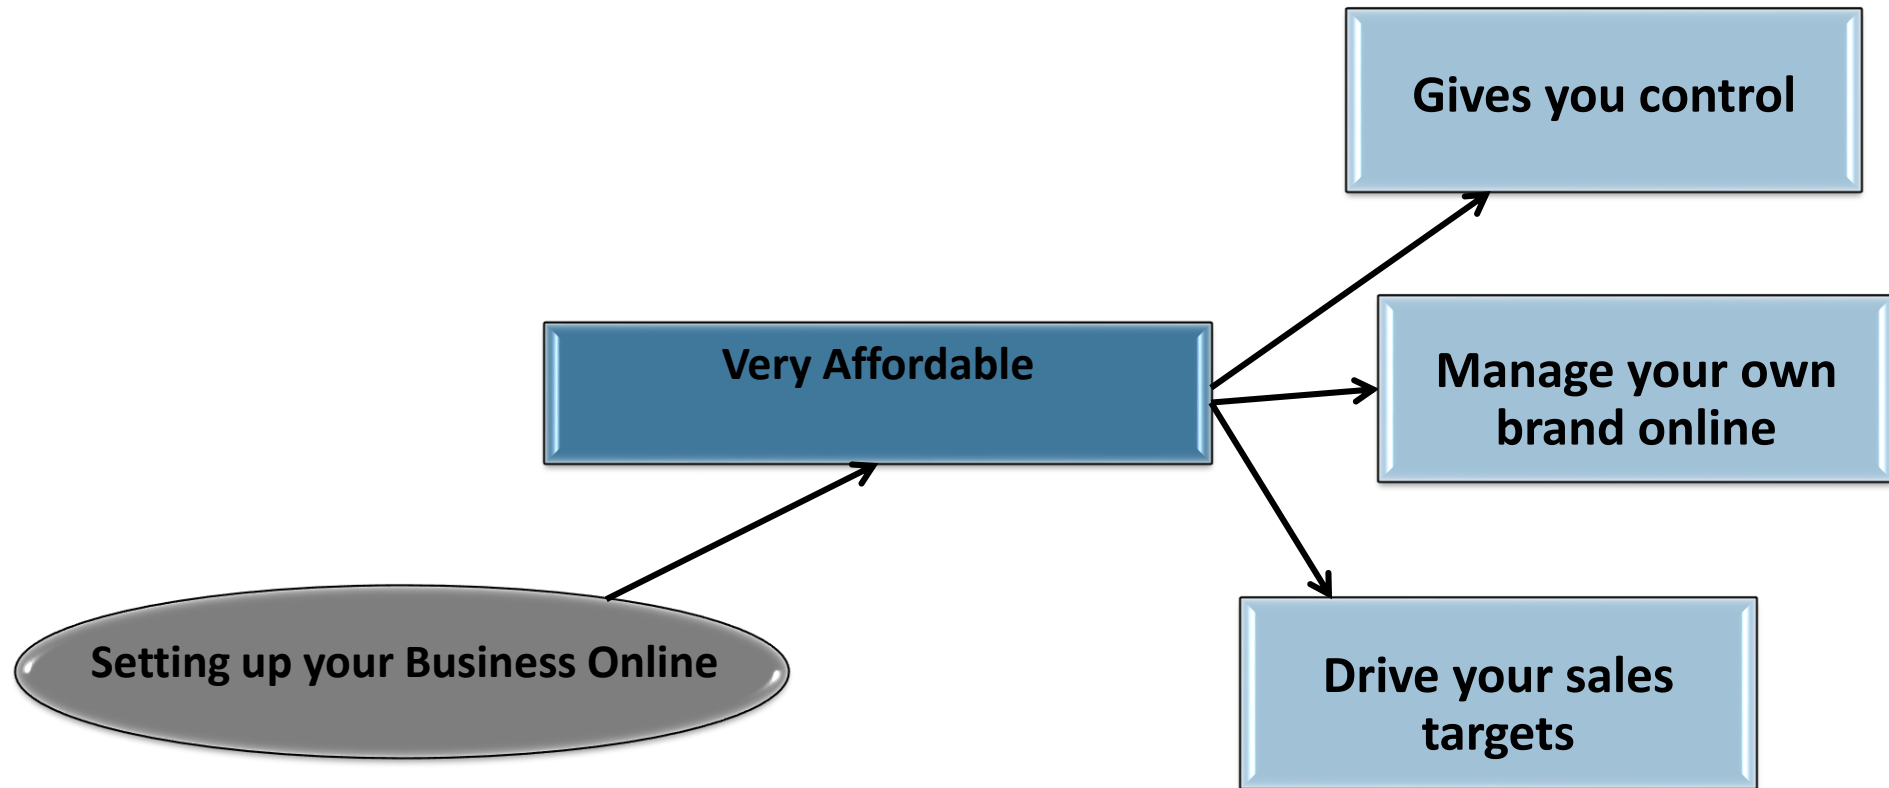 Gives you control
Very Affordable
Manage your own
brand online
Setting up your Business Online
Drive your sales
targets